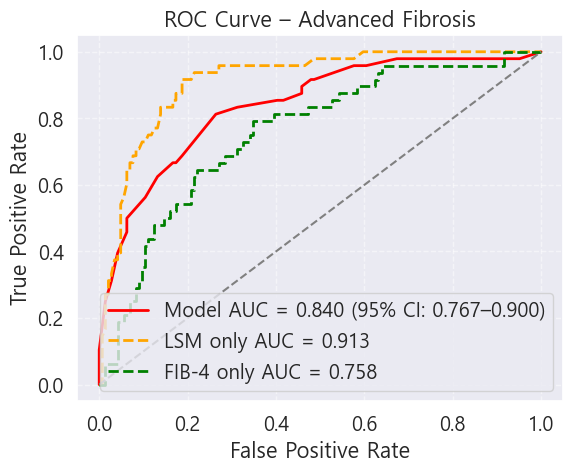 ROC Curve – Advanced Fibrosis
True Positive Rate
1.0
0.8
0.6
0.4
0.2
0.0
Model AUC = 0.840 (95% CI: 0.767–0.900)
LSM only AUC = 0.913
FIB-4 only AUC = 0.758
0.0 0.2 0.4 0.6 0.8 1.0
False Positive Rate